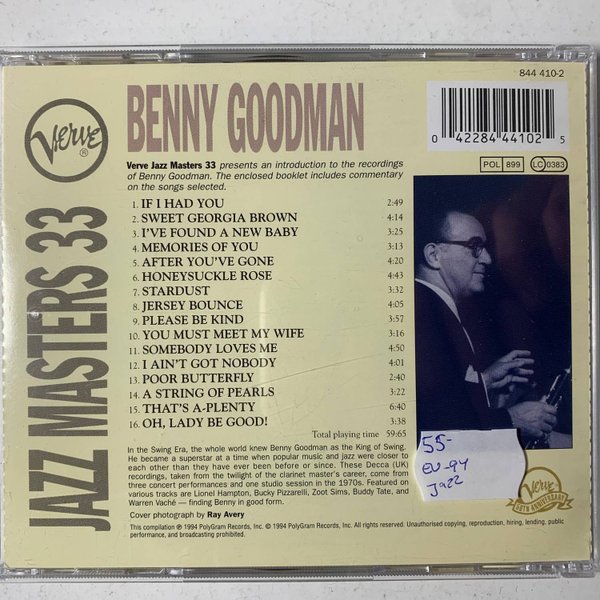 844 410-2
BENNY GOODMAN
Verve
®
0 42284 44102 5
POL 899 LC 0383
JAZZ MASTERS 33
Verve Jazz Masters 33 presents an introduction to the recordings
of Benny Goodman. The enclosed booklet includes commentary
on the songs selected.
1. IF I HAD YOU 2:49
2. SWEET GEORGIA BROWN 4:14
3. I'VE FOUND A NEW BABY 3:25
4. MEMORIES OF YOU 3:13
5. AFTER YOU'VE GONE 4:20
6. HONEYSUCKLE ROSE 4:43
7. STARDUST 3:32
8. JERSEY BOUNCE 4:05
9. PLEASE BE KIND 3:57
10. YOU MUST MEET MY WIFE 3:16
11. SOMEBODY LOVES ME 4:50
12. I AIN'T GOT NOBODY 4:01
13. POOR BUTTERFLY 2:40
14. A STRING OF PEARLS 3:22
15. THAT'S A-PLENTY 6:40
16. OH, LADY BE GOOD! 3:38
Total playing time 59:65
In the Swing Era, the whole world knew Benny Goodman as the King of Swing.
He became a superstar at a time when popular music and jazz were closer to
each other than they have ever been before or since. These Decca (UK)
recordings, taken from the twilight of the clarinet master's career, come from
three concert performances and one studio session in the 1970s. Featured on
various tracks are Lionel Hampton, Bucky Pizzarelli, Zoot Sims, Buddy Tate, and
Warren Vaché — finding Benny in good form.
Cover photograph by Ray Avery
55-
EU-94
Jazz
Verve
50TH ANNIVERSARY
This compilation ℗ 1994 PolyGram Records, Inc. © 1994 PolyGram Records, Inc. All rights reserved. Unauthorised copying, reproduction, hiring, lending, public
performance, and broadcasting prohibited.